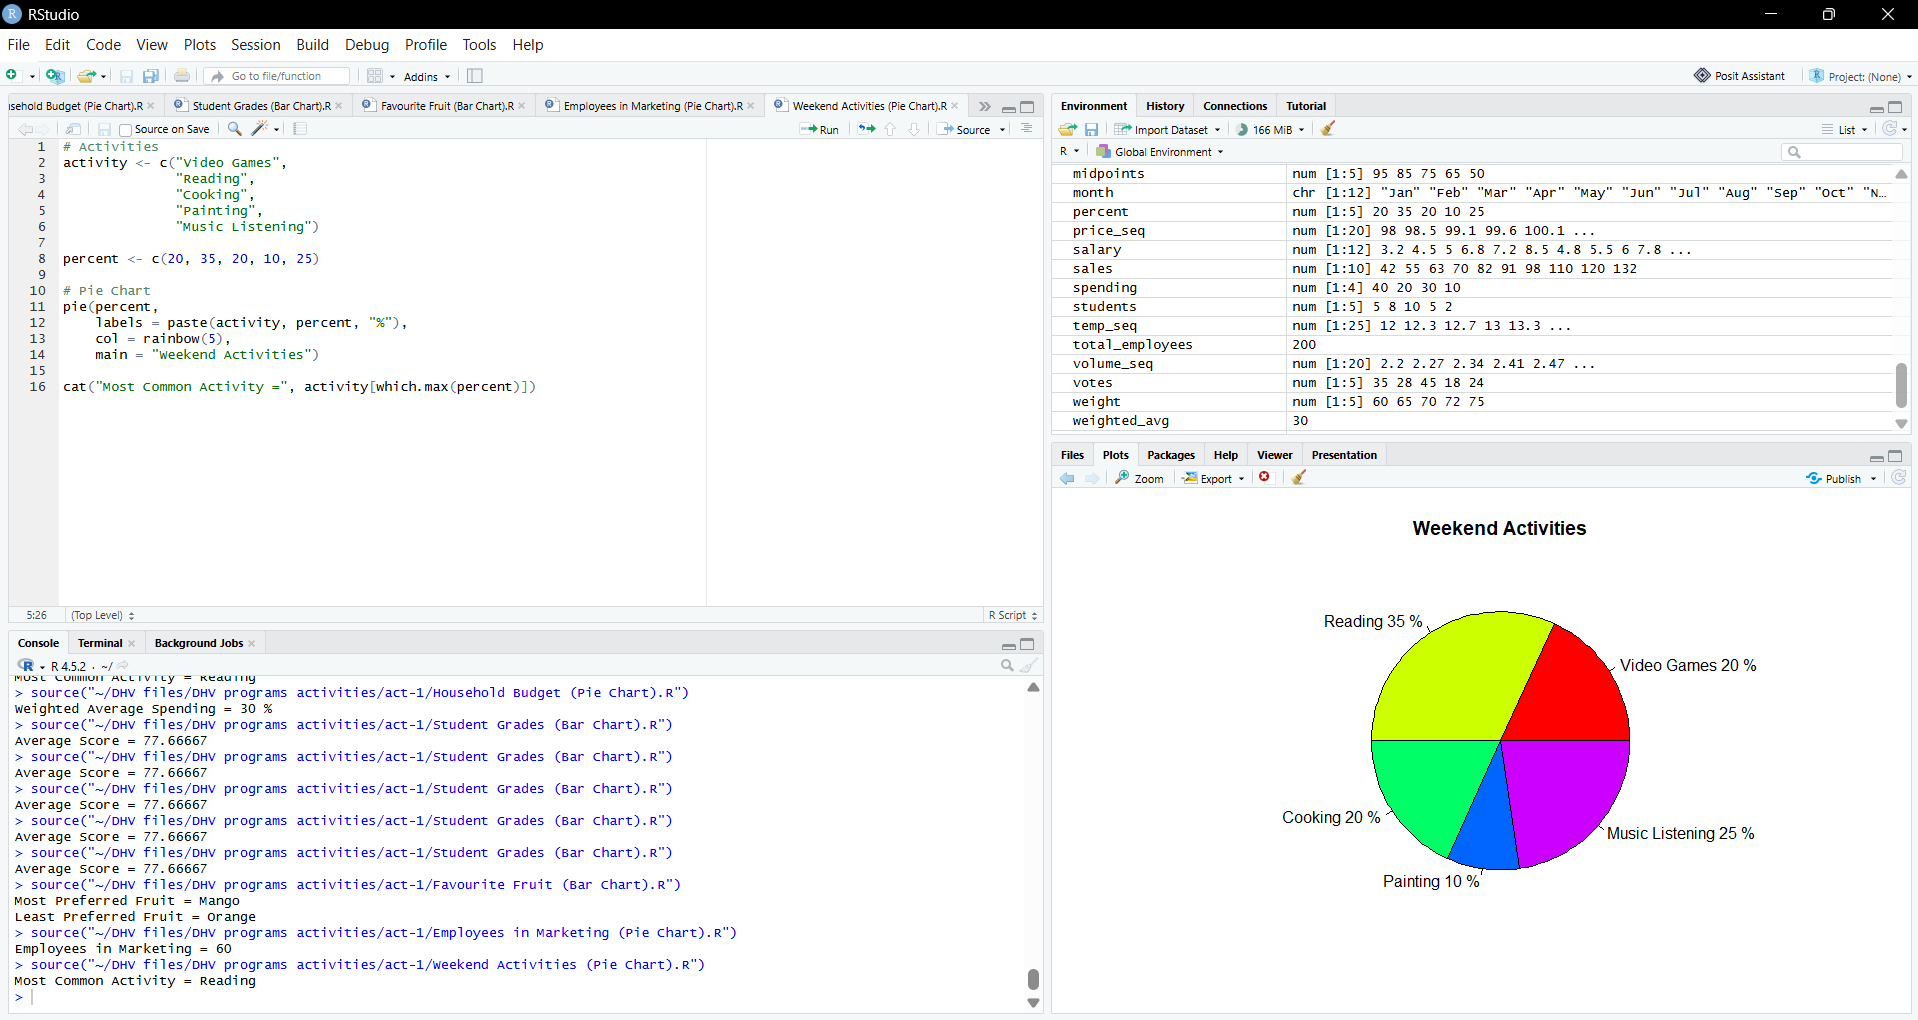 RStudio
File Edit Code View Plots Session Build Debug Profile Tools Help
Go to file/function Addins Posit Assistant Project: (None)
sehold Budget (Pie Chart).R Student Grades (Bar Chart).R Favourite Fruit (Bar Chart).R Employees in Marketing (Pie Chart).R Weekend Activities (Pie Chart).R
Source on Save Run Source
1 # Activities
2 activity <- c("Video Games",
3 "Reading",
4 "Cooking",
5 "Painting",
6 "Music Listening")
7
8 percent <- c(20, 35, 20, 10, 25)
9
10 # Pie Chart
11 pie(percent,
12 labels = paste(activity, percent, "%"),
13 col = rainbow(5),
14 main = "Weekend Activities")
15
16 cat("Most Common Activity =", activity[which.max(percent)])
5:26 (Top Level) R Script
Console Terminal Background Jobs
R R 4.5.2 · ~/
Most Common Activity = Reading
> source("~/DHV files/DHV programs activities/act-1/Household Budget (Pie Chart).R")
Weighted Average Spending = 30 %
> source("~/DHV files/DHV programs activities/act-1/Student Grades (Bar Chart).R")
Average Score = 77.66667
> source("~/DHV files/DHV programs activities/act-1/Student Grades (Bar Chart).R")
Average Score = 77.66667
> source("~/DHV files/DHV programs activities/act-1/Student Grades (Bar Chart).R")
Average Score = 77.66667
> source("~/DHV files/DHV programs activities/act-1/Student Grades (Bar Chart).R")
Average Score = 77.66667
> source("~/DHV files/DHV programs activities/act-1/Student Grades (Bar Chart).R")
Average Score = 77.66667
> source("~/DHV files/DHV programs activities/act-1/Favourite Fruit (Bar Chart).R")
Most Preferred Fruit = Mango
Least Preferred Fruit = Orange
> source("~/DHV files/DHV programs activities/act-1/Employees in Marketing (Pie Chart).R")
Employees in Marketing = 60
> source("~/DHV files/DHV programs activities/act-1/Weekend Activities (Pie Chart).R")
Most Common Activity = Reading
>
Environment History Connections Tutorial
Import Dataset 166 MiB List
R Global Environment
midpoints num [1:5] 95 85 75 65 50
month chr [1:12] "Jan" "Feb" "Mar" "Apr" "May" "Jun" "Jul" "Aug" "Sep" "Oct" "N…
percent num [1:5] 20 35 20 10 25
price_seq num [1:20] 98 98.5 99.1 99.6 100.1 ...
salary num [1:12] 3.2 4.5 5 6.8 7.2 8.5 4.8 5.5 6 7.8 ...
sales num [1:10] 42 55 63 70 82 91 98 110 120 132
spending num [1:4] 40 20 30 10
students num [1:5] 5 8 10 5 2
temp_seq num [1:25] 12 12.3 12.7 13 13.3 ...
total_employees 200
volume_seq num [1:20] 2.2 2.27 2.34 2.41 2.47 ...
votes num [1:5] 35 28 45 18 24
weight num [1:5] 60 65 70 72 75
weighted_avg 30
Files Plots Packages Help Viewer Presentation
Zoom Export Publish
Weekend Activities
Reading 35 %
Video Games 20 %
Cooking 20 %
Music Listening 25 %
Painting 10 %